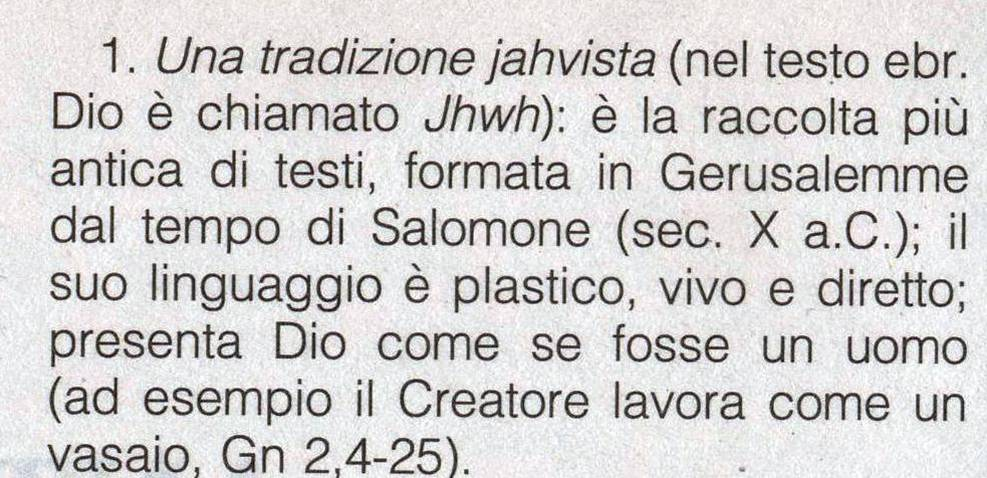 1. Una tradizione jahvista (nel testo ebr.
Dio è chiamato Jhwh): è la raccolta più
antica di testi, formata in Gerusalemme
dal tempo di Salomone (sec. X a.C.); il
suo linguaggio è plastico, vivo e diretto;
presenta Dio come se fosse un uomo
(ad esempio il Creatore lavora come un
vasaio, Gn 2,4-25).